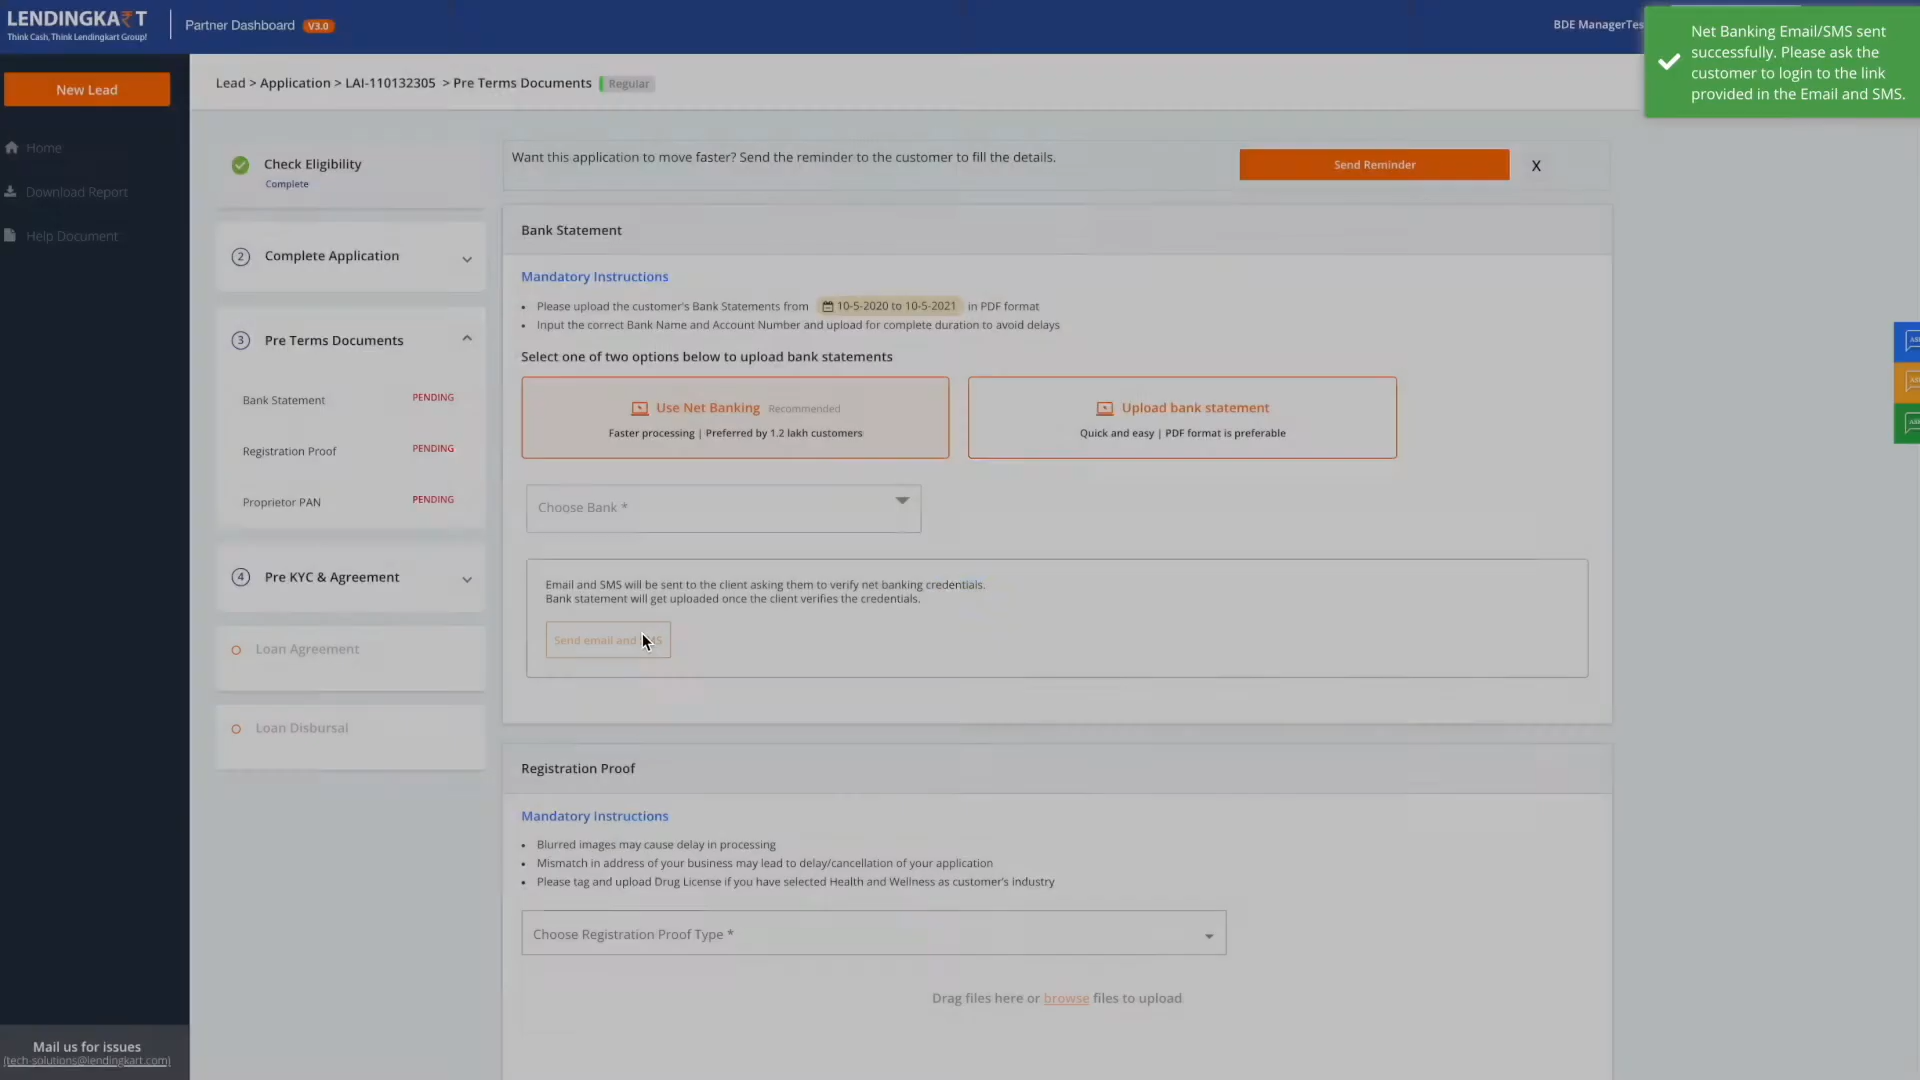 LENDINGKART
Think Cash, Think Lendingkart Group!
Partner Dashboard V3.0
BDE ManagerTes
Net Banking Email/SMS sent
successfully. Please ask the
customer to login to the link
provided in the Email and SMS.
New Lead
Home
Download Report
Help Document
Mail us for issues
(tech-solutions@lendingkart.com)
Lead > Application > LAI-110132305 > Pre Terms Documents Regular
Check Eligibility
Complete
2 Complete Application
3 Pre Terms Documents
Bank Statement PENDING
Registration Proof PENDING
Proprietor PAN PENDING
4 Pre KYC & Agreement
Loan Agreement
Loan Disbursal
Want this application to move faster? Send the reminder to the customer to fill the details.
Send Reminder
X
Bank Statement
Mandatory Instructions
• Please upload the customer's Bank Statements from 10-5-2020 to 10-5-2021 in PDF format
• Input the correct Bank Name and Account Number and upload for complete duration to avoid delays
Select one of two options below to upload bank statements
Use Net Banking Recommended
Faster processing | Preferred by 1.2 lakh customers
Upload bank statement
Quick and easy | PDF format is preferable
Choose Bank *
Email and SMS will be sent to the client asking them to verify net banking credentials.
Bank statement will get uploaded once the client verifies the credentials.
Send email and SMS
Registration Proof
Mandatory Instructions
• Blurred images may cause delay in processing
• Mismatch in address of your business may lead to delay/cancellation of your application
• Please tag and upload Drug License if you have selected Health and Wellness as customer's industry
Choose Registration Proof Type *
Drag files here or browse files to upload